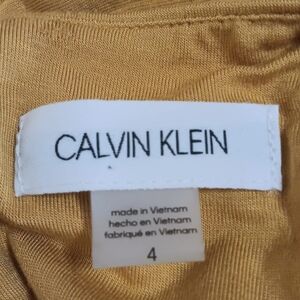 CALVIN KLEIN
made in Vietnam
hecho en Vietnam
fabriqué en Vietnam
4